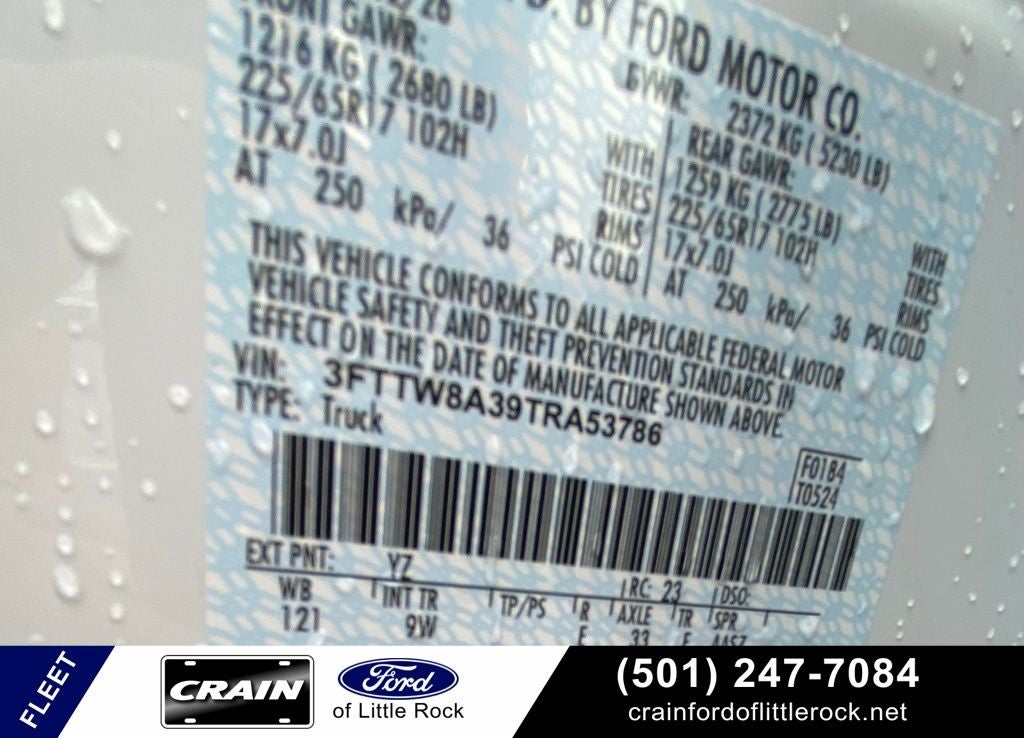 BY FORD MOTOR CO.
FRONT GAWR:
1216 KG ( 2680 LB)
225/65R17 102H
17x7.0J
AT 250 kPa/ 36 PSI COLD
WITH
TIRES
RIMS
GVWR: 2372 KG ( 5230 LB)
REAR GAWR:
1259 KG ( 2775 LB)
225/65R17 102H
17x7.0J
AT 250 kPa/ 36 PSI COLD
WITH
TIRES
RIMS
THIS VEHICLE CONFORMS TO ALL APPLICABLE FEDERAL MOTOR
VEHICLE SAFETY AND THEFT PREVENTION STANDARDS IN
EFFECT ON THE DATE OF MANUFACTURE SHOWN ABOVE.
VIN: 3FTTW8A39TRA53786
TYPE: Truck
F0184
T0524
EXT PNT: YZ
RC: 23 DSO:
WB INT TR TP/PS R AXLE TR SPR
121 9W E 33 F
FLEET
CRAIN
Ford
of Little Rock
(501) 247-7084
crainfordoflittlerock.net